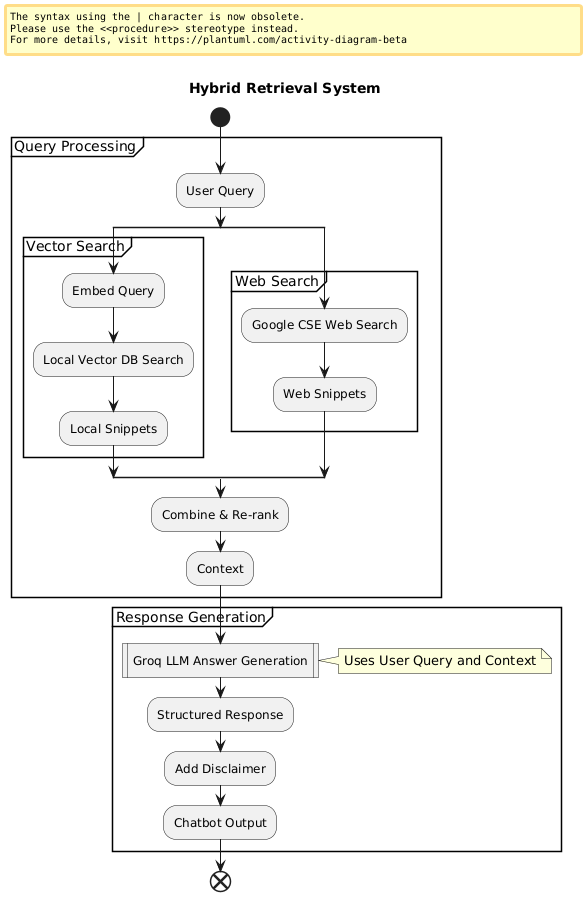 The syntax using the | character is now obsolete.
Please use the <<procedure>> stereotype instead.
For more details, visit https://plantuml.com/activity-diagram-beta
Hybrid Retrieval System
Query Processing
User Query
Vector Search
Embed Query
Local Vector DB Search
Local Snippets
Web Search
Google CSE Web Search
Web Snippets
Combine & Re-rank
Context
Response Generation
Groq LLM Answer Generation
Uses User Query and Context
Structured Response
Add Disclaimer
Chatbot Output